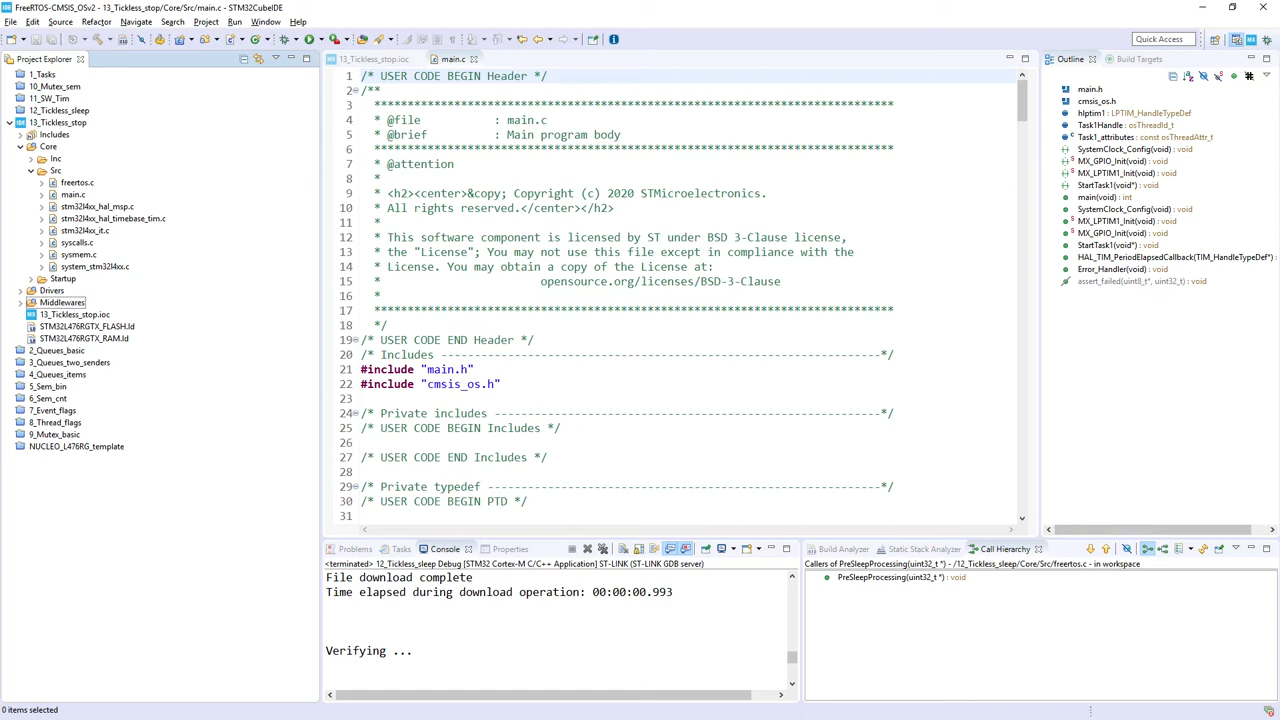 FreeRTOS-CMSIS_OSv2 - 13_Tickless_stop/Core/Src/main.c - STM32CubeIDE
File Edit Source Refactor Navigate Search Project Run Window Help
Quick Access
Project Explorer
1_Tasks
10_Mutex_sem
11_SW_Tim
12_Tickless_sleep
13_Tickless_stop
Includes
Core
Inc
Src
freertos.c
main.c
stm32l4xx_hal_msp.c
stm32l4xx_hal_timebase_tim.c
stm32l4xx_it.c
syscalls.c
sysmem.c
system_stm32l4xx.c
Startup
Drivers
Middlewares
13_Tickless_stop.ioc
STM32L476RGTX_FLASH.ld
STM32L476RGTX_RAM.ld
2_Queues_basic
3_Queues_two_senders
4_Queues_items
5_Sem_bin
6_Sem_cnt
7_Event_flags
8_Thread_flags
9_Mutex_basic
NUCLEO_L476RG_template
13_Tickless_stop.ioc main.c
1 /* USER CODE BEGIN Header */
2 /**
3 ******************************************************************************
4 * @file : main.c
5 * @brief : Main program body
6 ******************************************************************************
7 * @attention
8 *
9 * <h2><center>&copy; Copyright (c) 2020 STMicroelectronics.
10 * All rights reserved.</center></h2>
11 *
12 * This software component is licensed by ST under BSD 3-Clause license,
13 * the "License"; You may not use this file except in compliance with the
14 * License. You may obtain a copy of the License at:
15 * opensource.org/licenses/BSD-3-Clause
16 *
17 ******************************************************************************
18 */
19 /* USER CODE END Header */
20 /* Includes ------------------------------------------------------------------*/
21 #include "main.h"
22 #include "cmsis_os.h"
23
24 /* Private includes ----------------------------------------------------------*/
25 /* USER CODE BEGIN Includes */
26
27 /* USER CODE END Includes */
28
29 /* Private typedef -----------------------------------------------------------*/
30 /* USER CODE BEGIN PTD */
31
Outline Build Targets
main.h
cmsis_os.h
hlptim1 : LPTIM_HandleTypeDef
Task1Handle : osThreadId_t
Task1_attributes : const osThreadAttr_t
SystemClock_Config(void) : void
MX_GPIO_Init(void) : void
MX_LPTIM1_Init(void) : void
StartTask1(void*) : void
main(void) : int
SystemClock_Config(void) : void
MX_LPTIM1_Init(void) : void
MX_GPIO_Init(void) : void
StartTask1(void*) : void
HAL_TIM_PeriodElapsedCallback(TIM_HandleTypeDef*)
Error_Handler(void) : void
assert_failed(uint8_t*, uint32_t) : void
Problems Tasks Console Properties
<terminated> 12_Tickless_sleep Debug [STM32 Cortex-M C/C++ Application] ST-LINK (ST-LINK GDB server)
File download complete
Time elapsed during download operation: 00:00:00.993
Verifying ...
Build Analyzer Static Stack Analyzer Call Hierarchy
Callers of PreSleepProcessing(uint32_t *) - /12_Tickless_sleep/Core/Src/freertos.c - in workspace
PreSleepProcessing(uint32_t *) : void
0 items selected